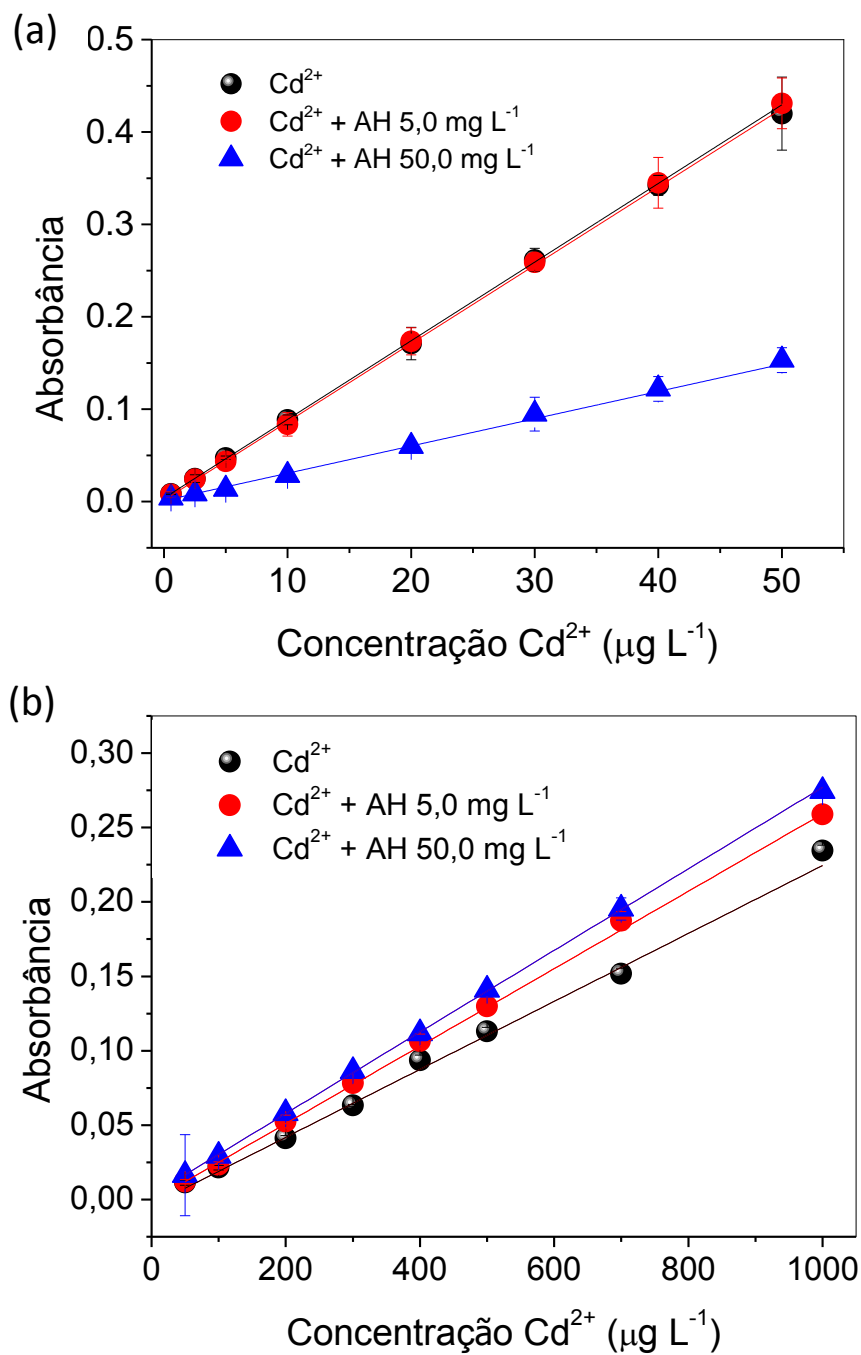 (a)
0.5
0.4
0.3
0.2
0.1
0.0
Absorbância
Cd²⁺
Cd²⁺ + AH 5,0 mg L⁻¹
Cd²⁺ + AH 50,0 mg L⁻¹
0 10 20 30 40 50
Concentração Cd²⁺ (μg L⁻¹)
(b)
0,30
0,25
0,20
0,15
0,10
0,05
0,00
Absorbância
Cd²⁺
Cd²⁺ + AH 5,0 mg L⁻¹
Cd²⁺ + AH 50,0 mg L⁻¹
0 200 400 600 800 1000
Concentração Cd²⁺ (μg L⁻¹)